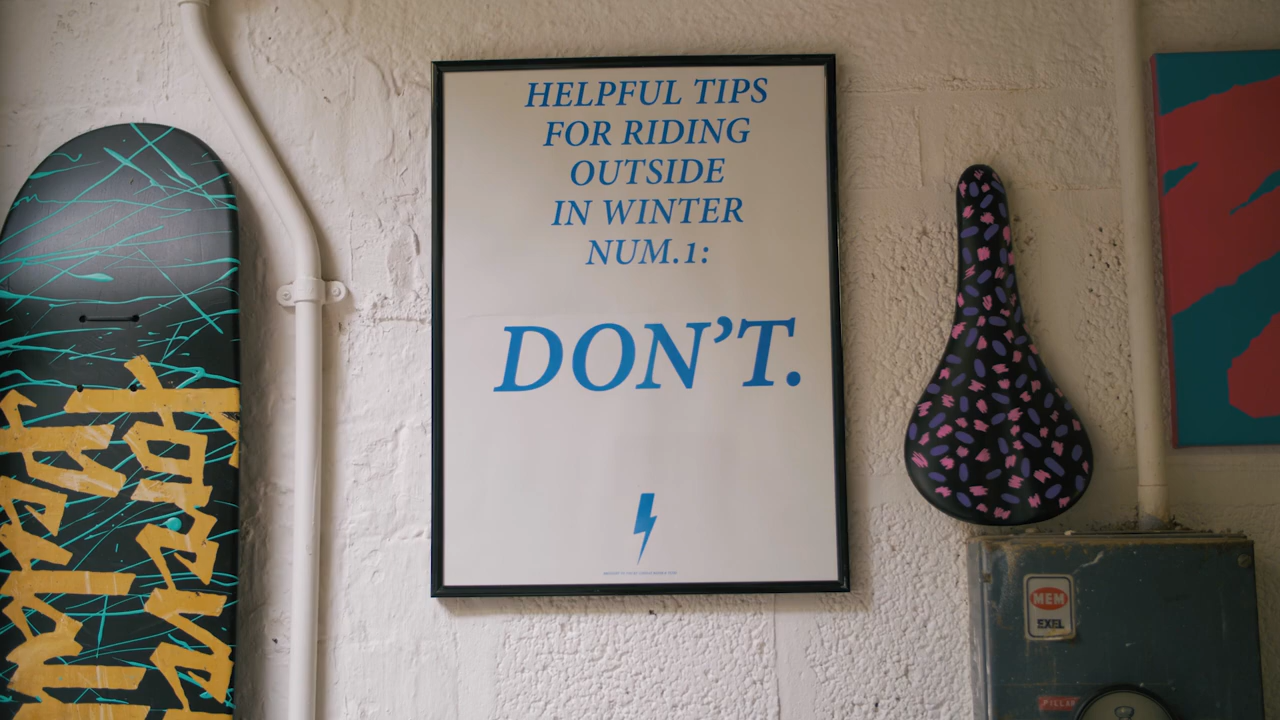 HELPFUL TIPS
FOR RIDING
OUTSIDE
IN WINTER
NUM.1:
DON'T.
MEM
EXEL